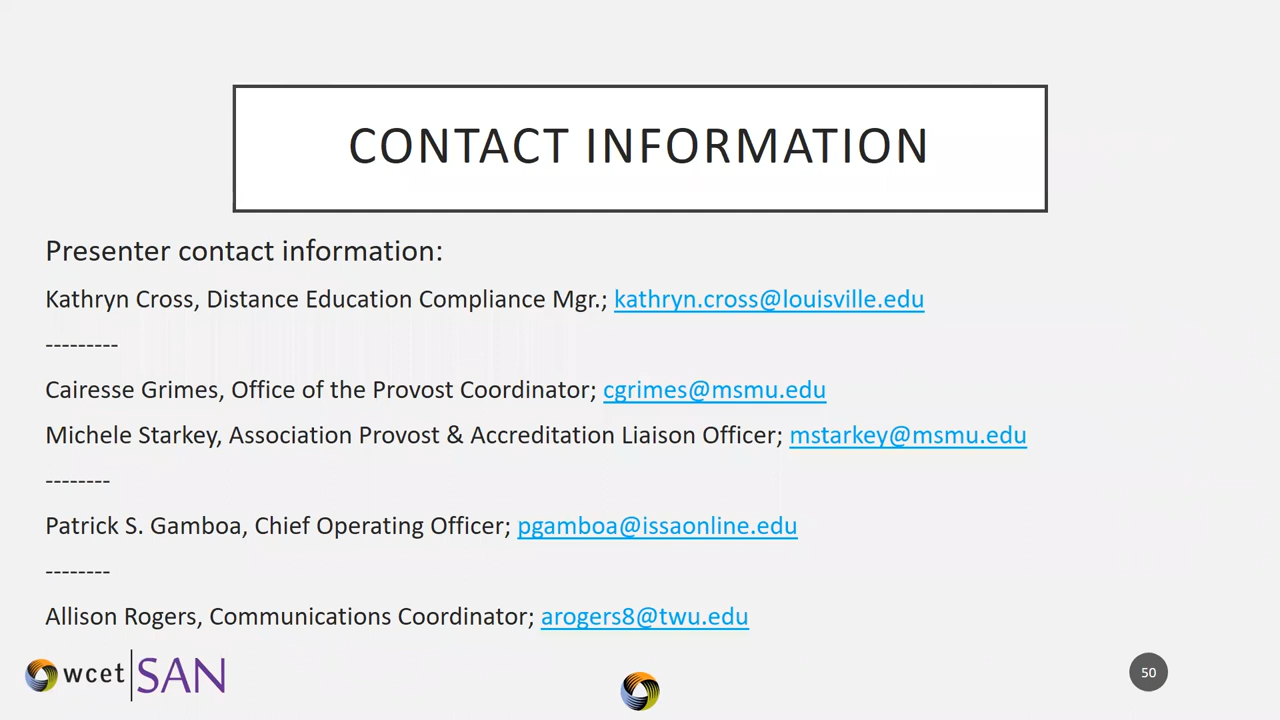 CONTACT INFORMATION
Presenter contact information:
Kathryn Cross, Distance Education Compliance Mgr.; kathryn.cross@louisville.edu
---------
Cairesse Grimes, Office of the Provost Coordinator; cgrimes@msmu.edu
Michele Starkey, Association Provost & Accreditation Liaison Officer; mstarkey@msmu.edu
--------
Patrick S. Gamboa, Chief Operating Officer; pgamboa@issaonline.edu
--------
Allison Rogers, Communications Coordinator; arogers8@twu.edu
wcet|SAN
50